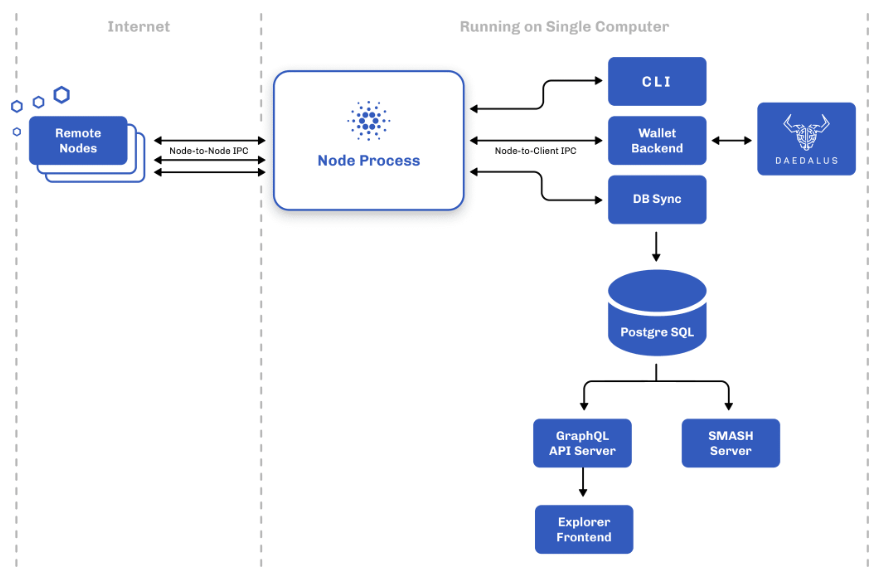 Internet
Running on Single Computer
Remote
Nodes
Node-to-Node IPC
Node Process
Node-to-Client IPC
CLI
Wallet
Backend
DAEDALUS
DB Sync
Postgre SQL
GraphQL
API Server
SMASH
Server
Explorer
Frontend